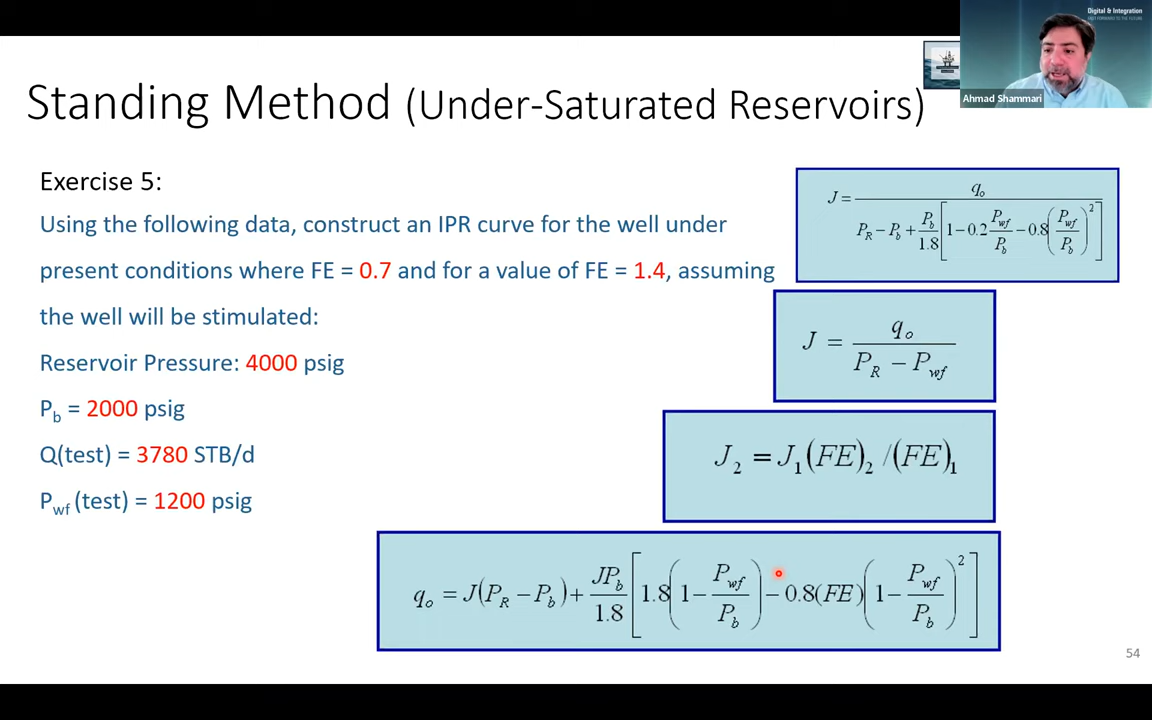 Digital & Integration
Ahmad Shammari
Standing Method (Under-Saturated Reservoirs)
Exercise 5:
Using the following data, construct an IPR curve for the well under
present conditions where FE = 0.7 and for a value of FE = 1.4, assuming
the well will be stimulated:
Reservoir Pressure: 4000 psig
P_b = 2000 psig
Q(test) = 3780 STB/d
P_wf (test) = 1200 psig
J = q_o / (P_R − P_b + P_b/1.8 [1 − 0.2 P_wf/P_b − 0.8 (P_wf/P_b)^2])
J = q_o / (P_R − P_wf)
J_2 = J_1 (FE)_2 / (FE)_1
q_o = J(P_R − P_b) + JP_b/1.8 [1.8(1 − P_wf/P_b) − 0.8(FE)(1 − P_wf/P_b)^2]
54